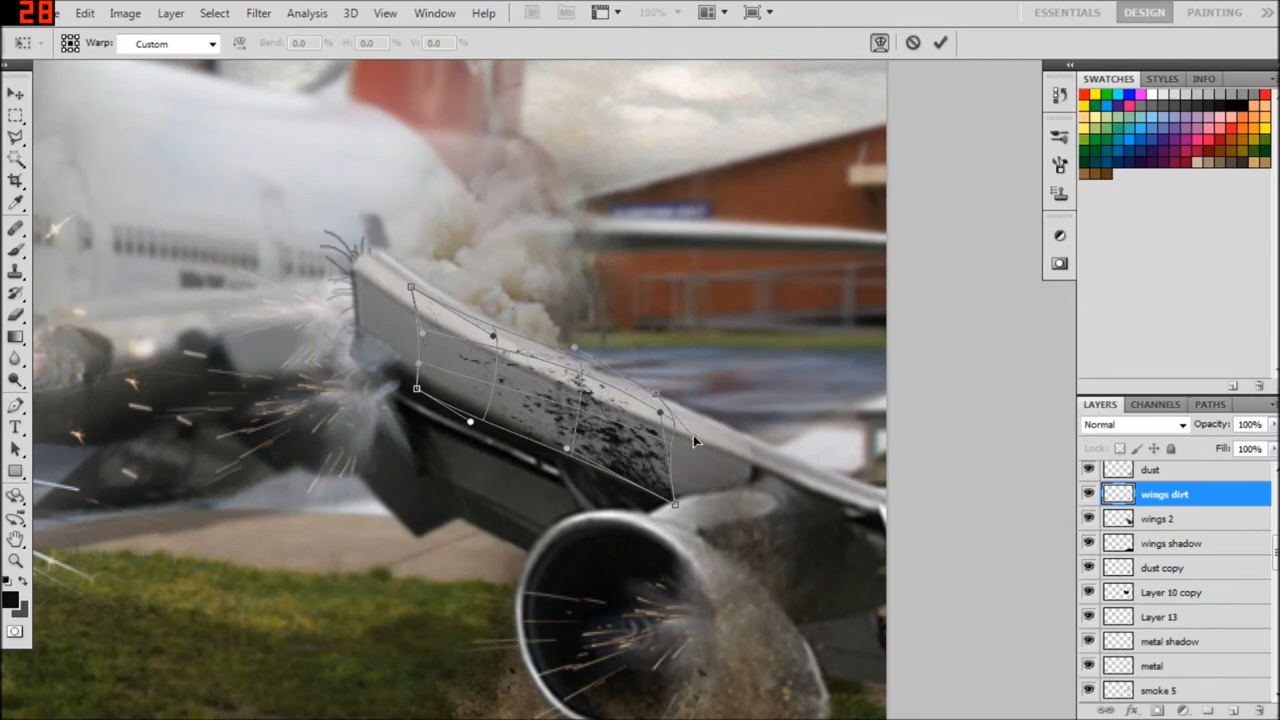 28
Edit Image Layer Select Filter Analysis 3D View Window Help
Br Mb 100%
ESSENTIALS DESIGN PAINTING
Warp: Custom Bend: 0.0 % H: 0.0 % V: 0.0 %
SWATCHES STYLES INFO
LAYERS CHANNELS PATHS
Normal Opacity: 100%
Lock: Fill: 100%
dust
wings dirt
wings 2
wings shadow
dust copy
Layer 10 copy
Layer 13
metal shadow
metal
smoke 5